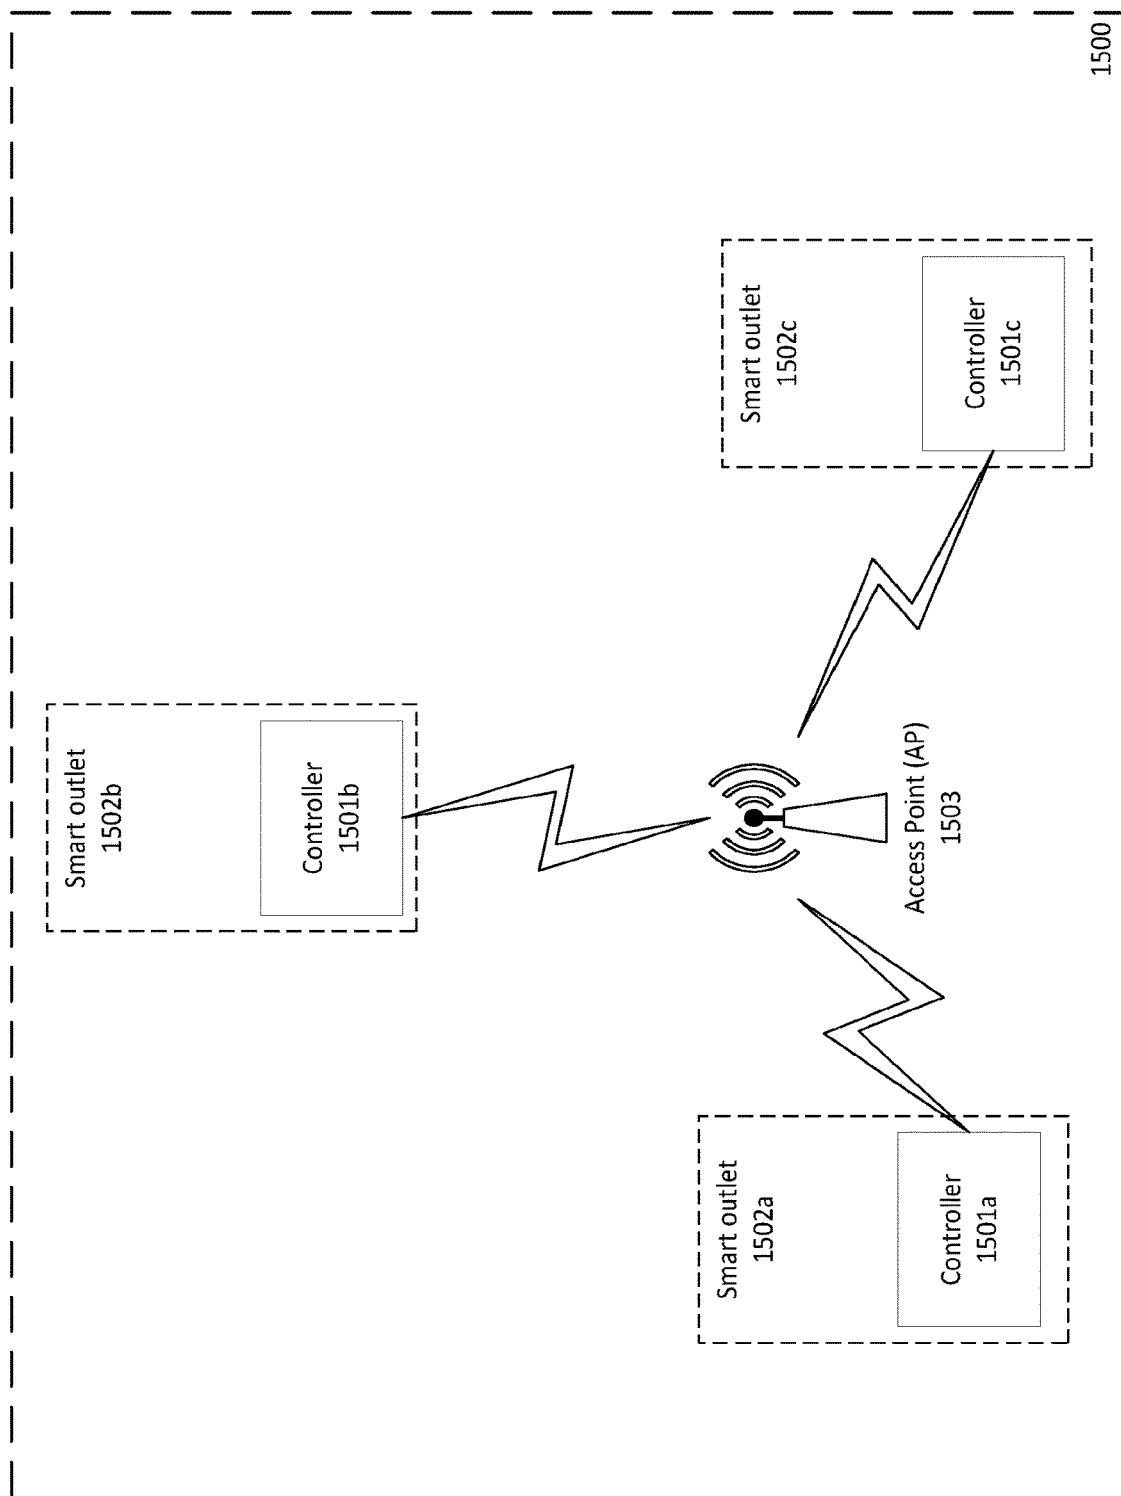 Smart outlet
1502b
Controller
1501b
Smart outlet
1502a
Controller
1501a
Access Point (AP)
1503
Smart outlet
1502c
Controller
1501c
1500